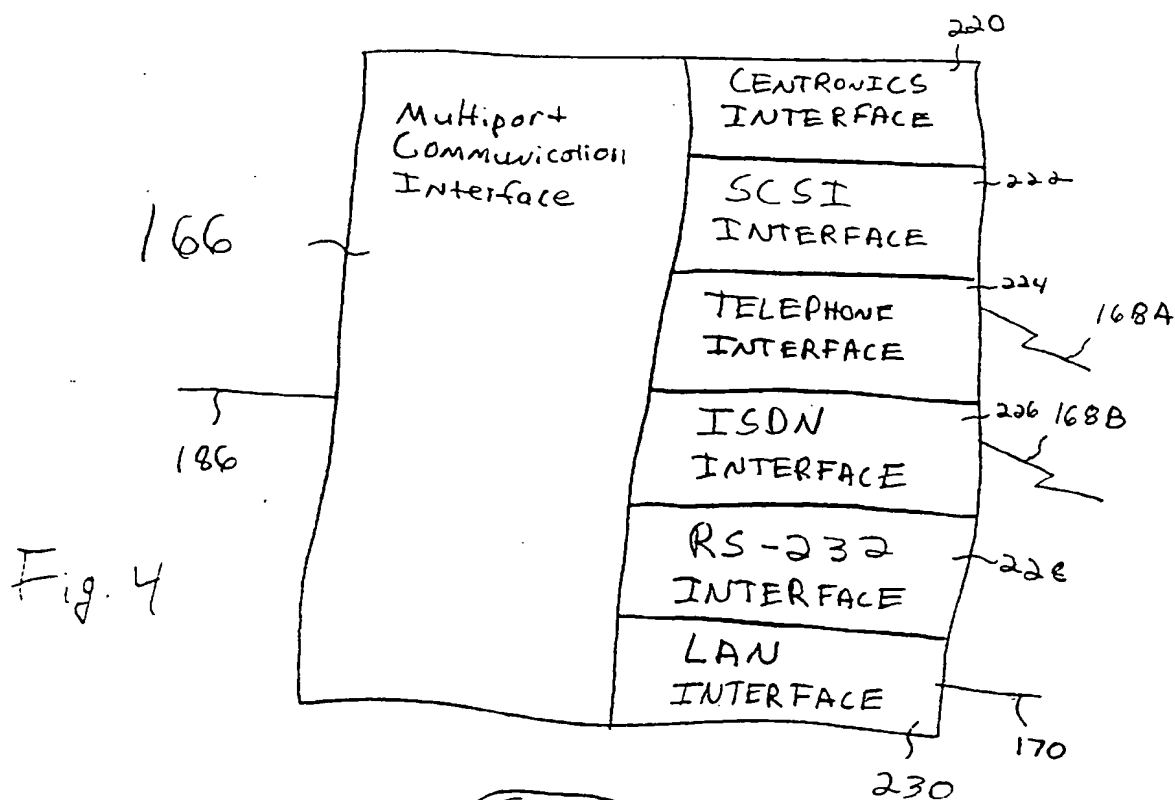 220
CENTRONICS
INTERFACE
Multiport
Communication
Interface
222
SCSI
INTERFACE
166
224
TELEPHONE
INTERFACE
168A
226
168B
ISDN
INTERFACE
186
RS-232
INTERFACE
228
Fig. 4
LAN
INTERFACE
170
230